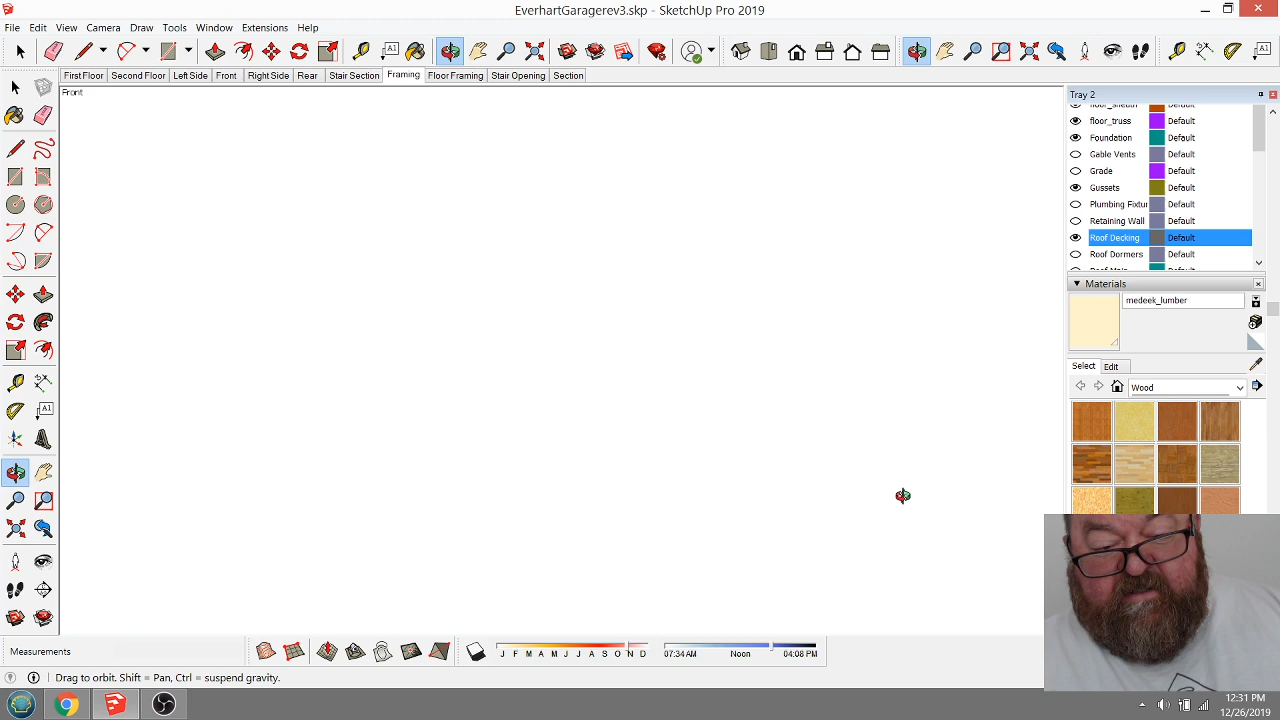 EverhartGaragerev3.skp - SketchUp Pro 2019
File Edit View Camera Draw Tools Window Extensions Help
First Floor Second Floor Left Side Front Right Side Rear Stair Section Framing Floor Framing Stair Opening Section
Front
Tray 2
floor_sheath Default
floor_truss Default
Foundation Default
Gable Vents Default
Grade Default
Gussets Default
Plumbing Fixtur Default
Retaining Wall Default
Roof Decking Default
Roof Dormers Default
Materials
medeek_lumber
Select Edit
Wood
Measurements
J F M A M J J A S O N D
07:34 AM Noon 04:08 PM
Drag to orbit. Shift = Pan, Ctrl = suspend gravity.
12:31 PM
12/26/2019